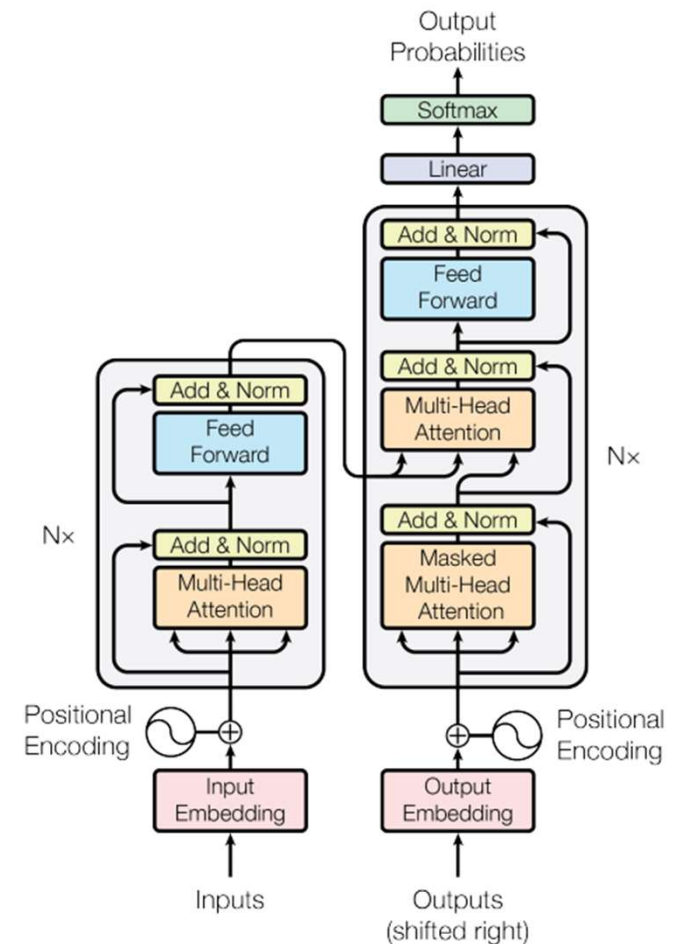 Output
Probabilities
Softmax
Linear
Add & Norm
Feed
Forward
Add & Norm
Multi-Head
Attention
Add & Norm
Masked
Multi-Head
Attention
Nx
Add & Norm
Feed
Forward
Add & Norm
Multi-Head
Attention
Nx
Positional
Encoding
Positional
Encoding
Input
Embedding
Output
Embedding
Inputs
Outputs
(shifted right)